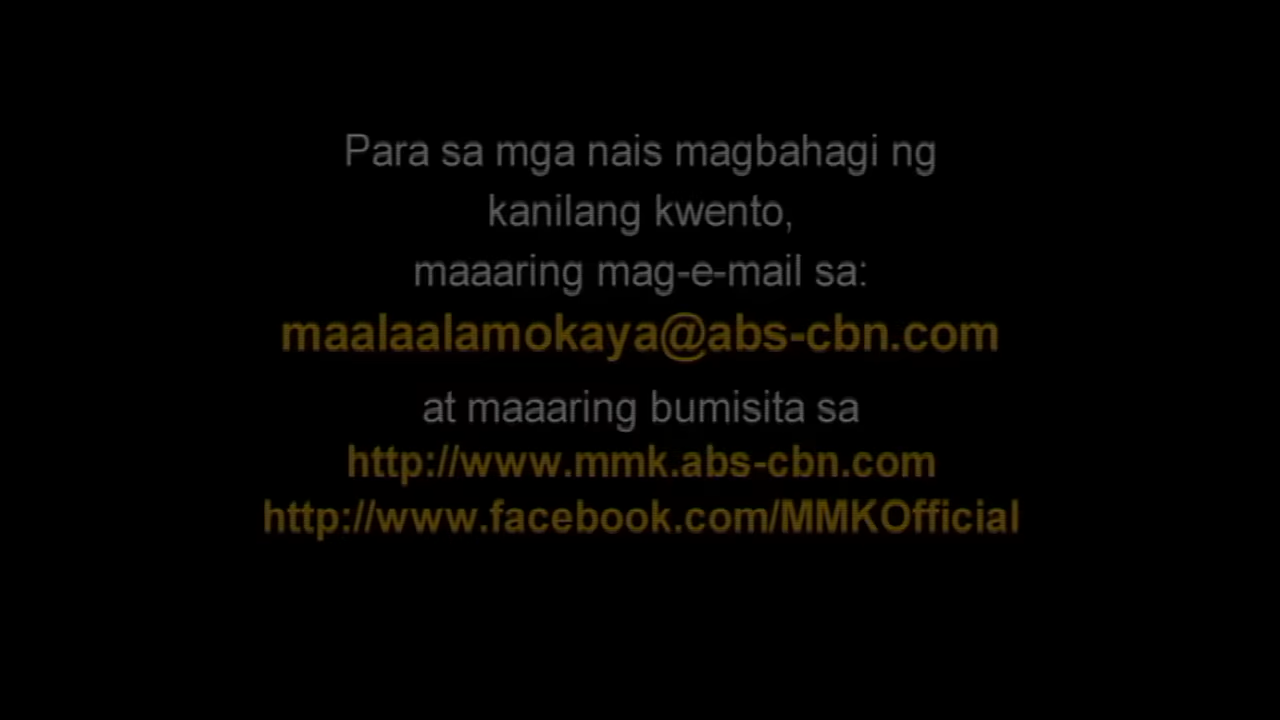 Para sa mga nais magbahagi ng
kanilang kwento,
maaaring mag-e-mail sa:
maalaalamokaya@abs-cbn.com
at maaaring bumisita sa
http://www.mmk.abs-cbn.com
http://www.facebook.com/MMKOfficial